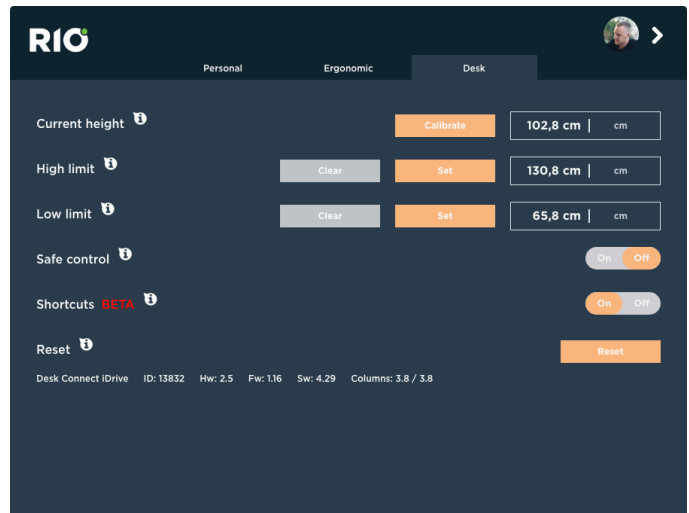 RIO
Personal Ergonomic Desk
Current height Calibrate 102,8 cm | cm
High limit Clear Set 130,8 cm | cm
Low limit Clear Set 65,8 cm | cm
Safe control On Off
Shortcuts BETA On Off
Reset Reset
Desk Connect iDrive ID: 13832 Hw: 2.5 Fw: 1.16 Sw: 4.29 Columns: 3.8 / 3.8